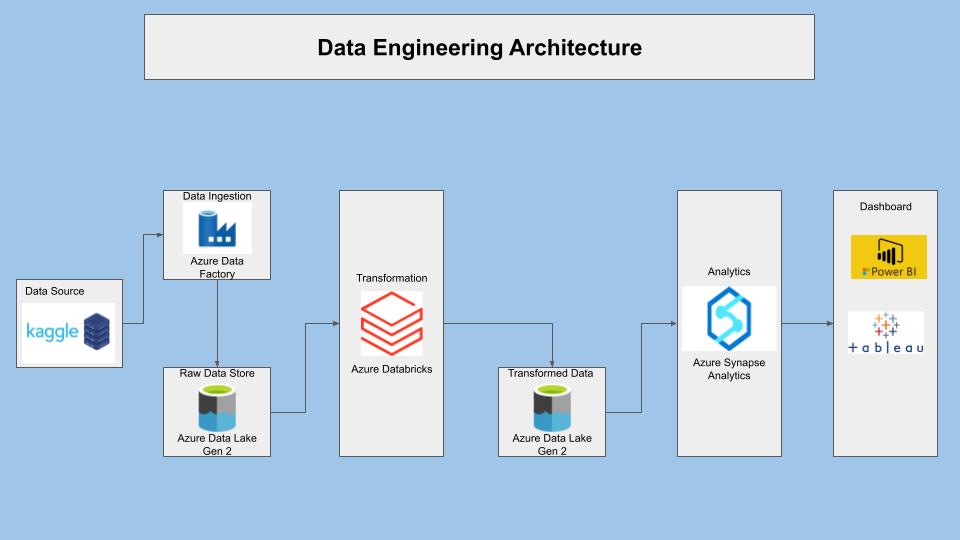 Data Engineering Architecture
Data Source
kaggle
Data Ingestion
Azure Data
Factory
Raw Data Store
Azure Data Lake
Gen 2
Transformation
Azure Databricks
Transformed Data
Azure Data Lake
Gen 2
Analytics
Azure Synapse
Analytics
Dashboard
Power BI
+ableau